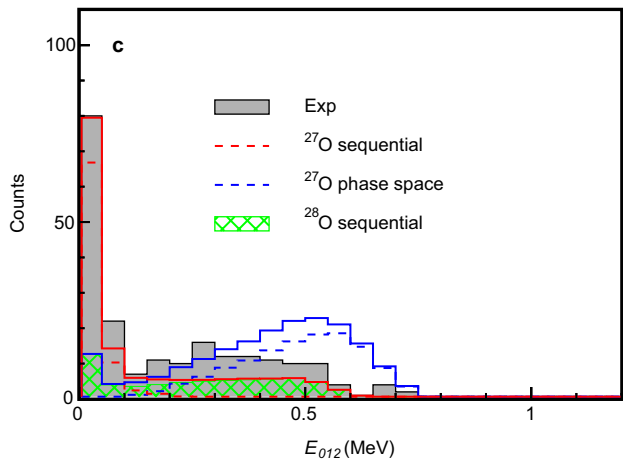 c
100
50
0
Counts
Exp
²⁷O sequential
²⁷O phase space
²⁸O sequential
0 0.5 1
E₀₁₂ (MeV)